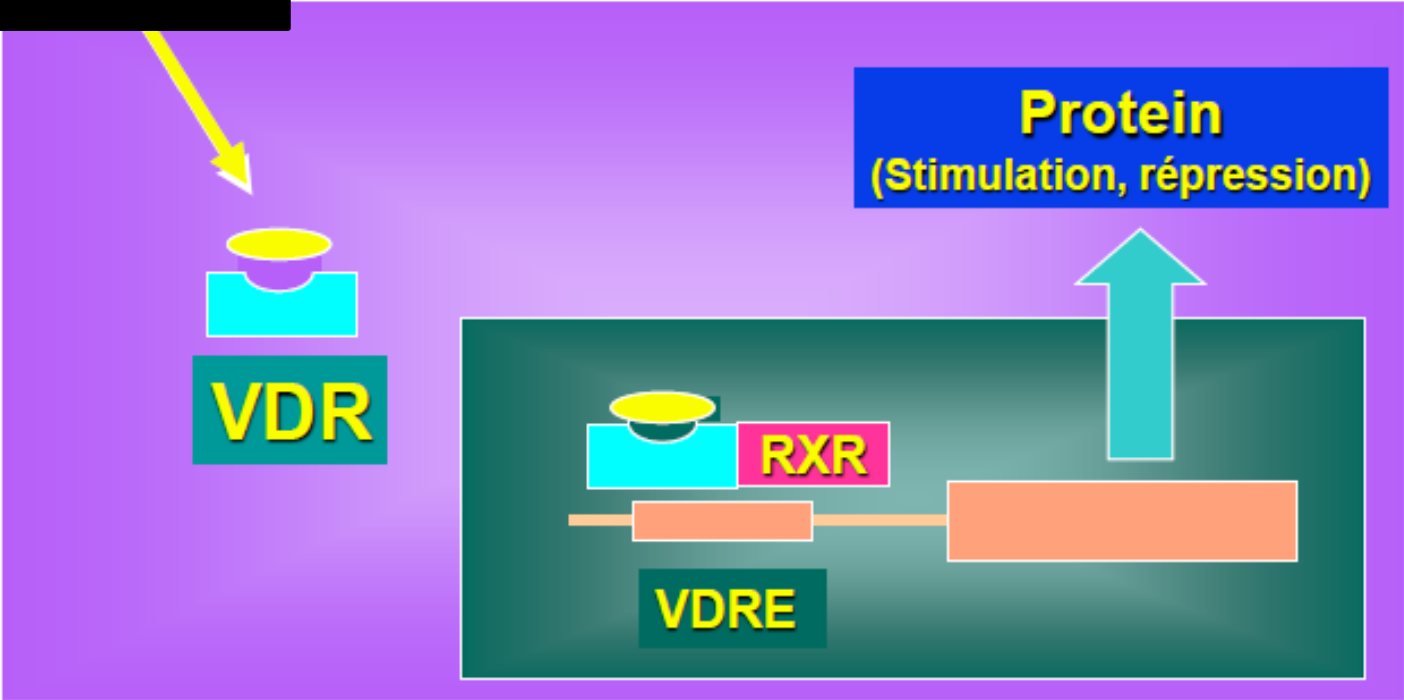 Protein
(Stimulation, répression)
VDR
RXR
VDRE